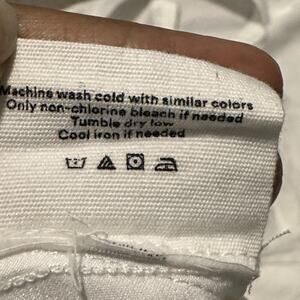 Machine wash cold with similar colors
Only non-chlorine bleach if needed
Tumble dry low
Cool iron if needed